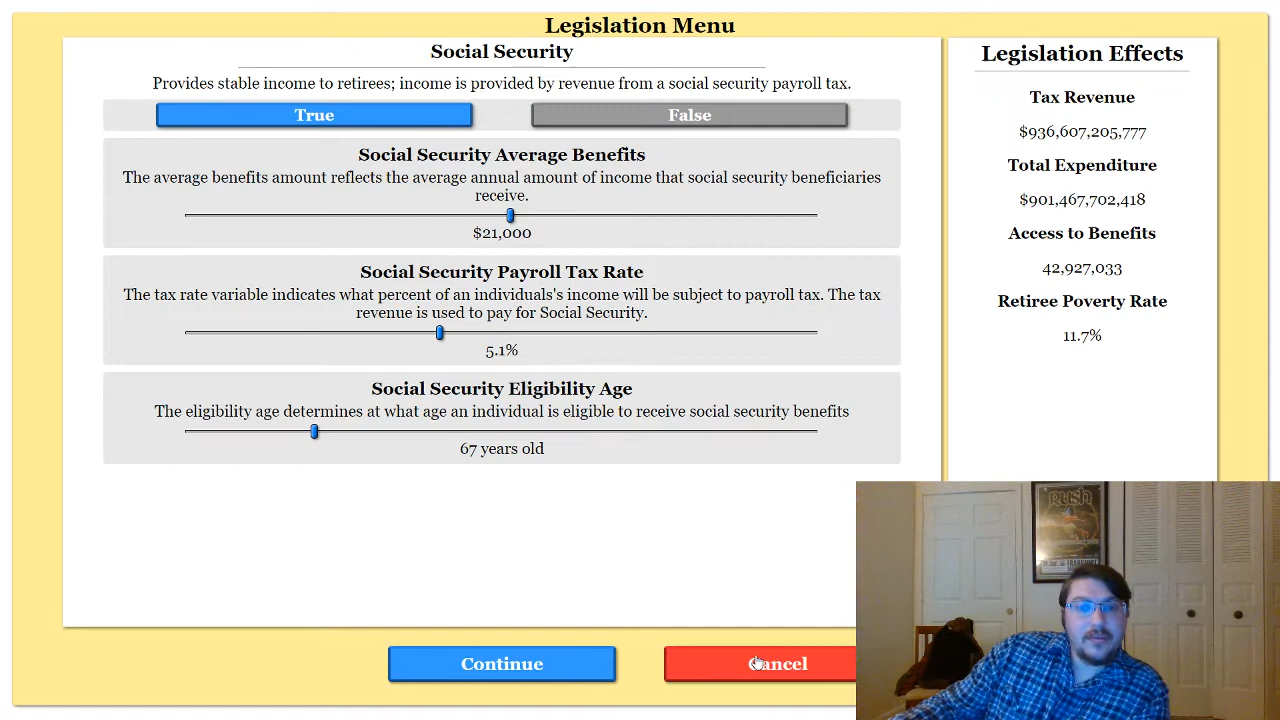 Legislation Menu
Social Security
Provides stable income to retirees; income is provided by revenue from a social security payroll tax.
True
False
Social Security Average Benefits
The average benefits amount reflects the average annual amount of income that social security beneficiaries
receive.
$21,000
Social Security Payroll Tax Rate
The tax rate variable indicates what percent of an individuals's income will be subject to payroll tax. The tax
revenue is used to pay for Social Security.
5.1%
Social Security Eligibility Age
The eligibility age determines at what age an individual is eligible to receive social security benefits
67 years old
Continue
Cancel
Legislation Effects
Tax Revenue
$936,607,205,777
Total Expenditure
$901,467,702,418
Access to Benefits
42,927,033
Retiree Poverty Rate
11.7%
RUSH